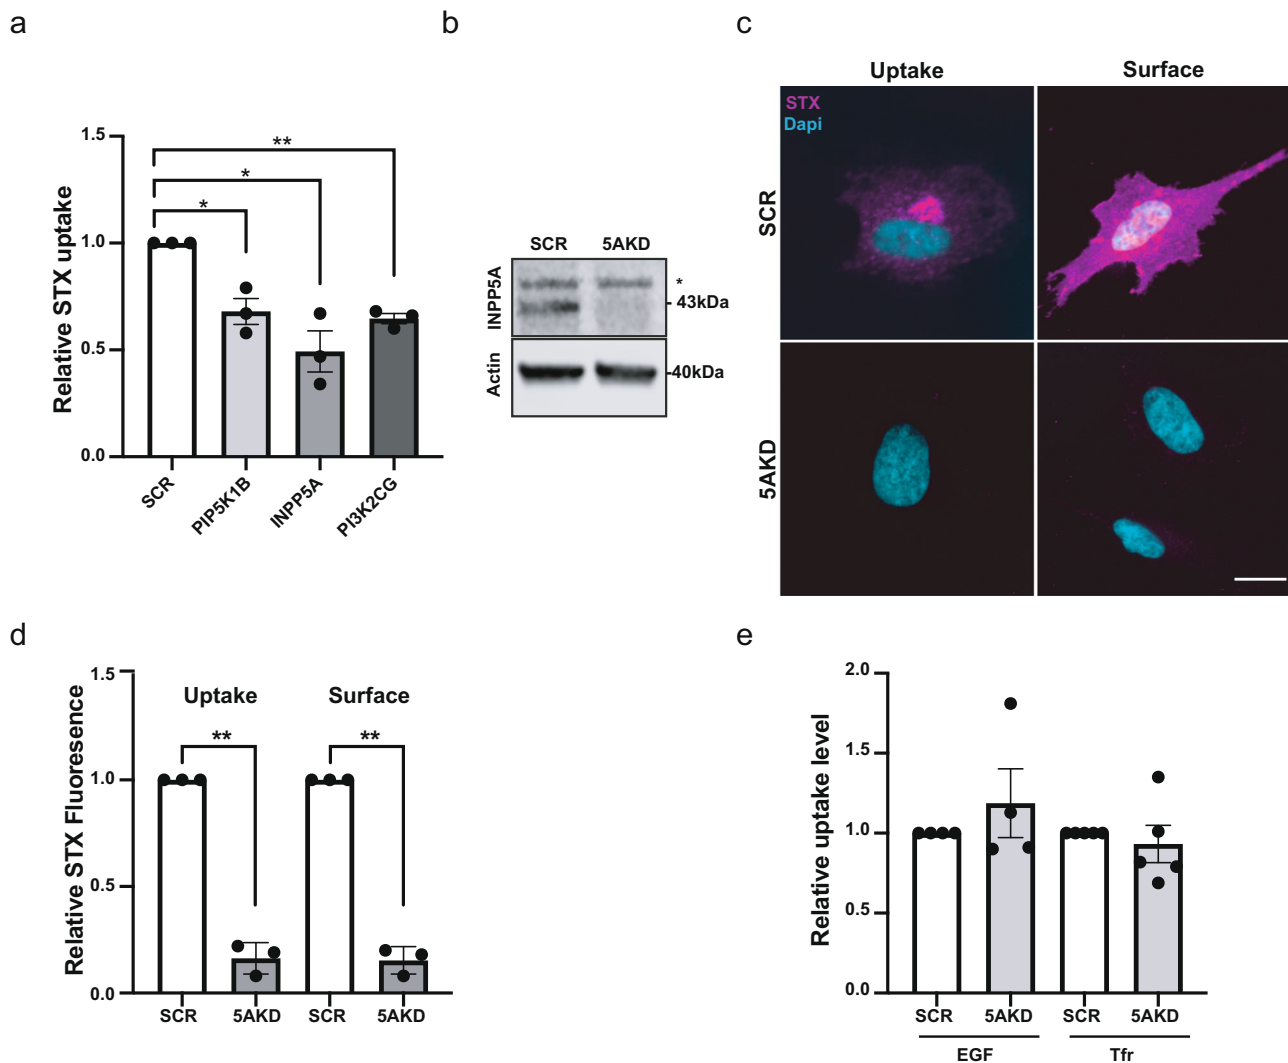 a
1.5
1.0
0.5
0.0
Relative STX uptake
**
*
*
SCR
PIP5K1B
INPP5A
PI3K2CG
b
SCR
5AKD
INPP5A
*
- 43kDa
Actin
-40kDa
c
Uptake
Surface
STX
Dapi
SCR
5AKD
d
1.5
1.0
0.5
0.0
Relative STX Fluoresence
Uptake
Surface
**
**
SCR
5AKD
SCR
5AKD
e
2.0
1.5
1.0
0.5
0.0
Relative uptake level
SCR
5AKD
SCR
5AKD
EGF
Tfr